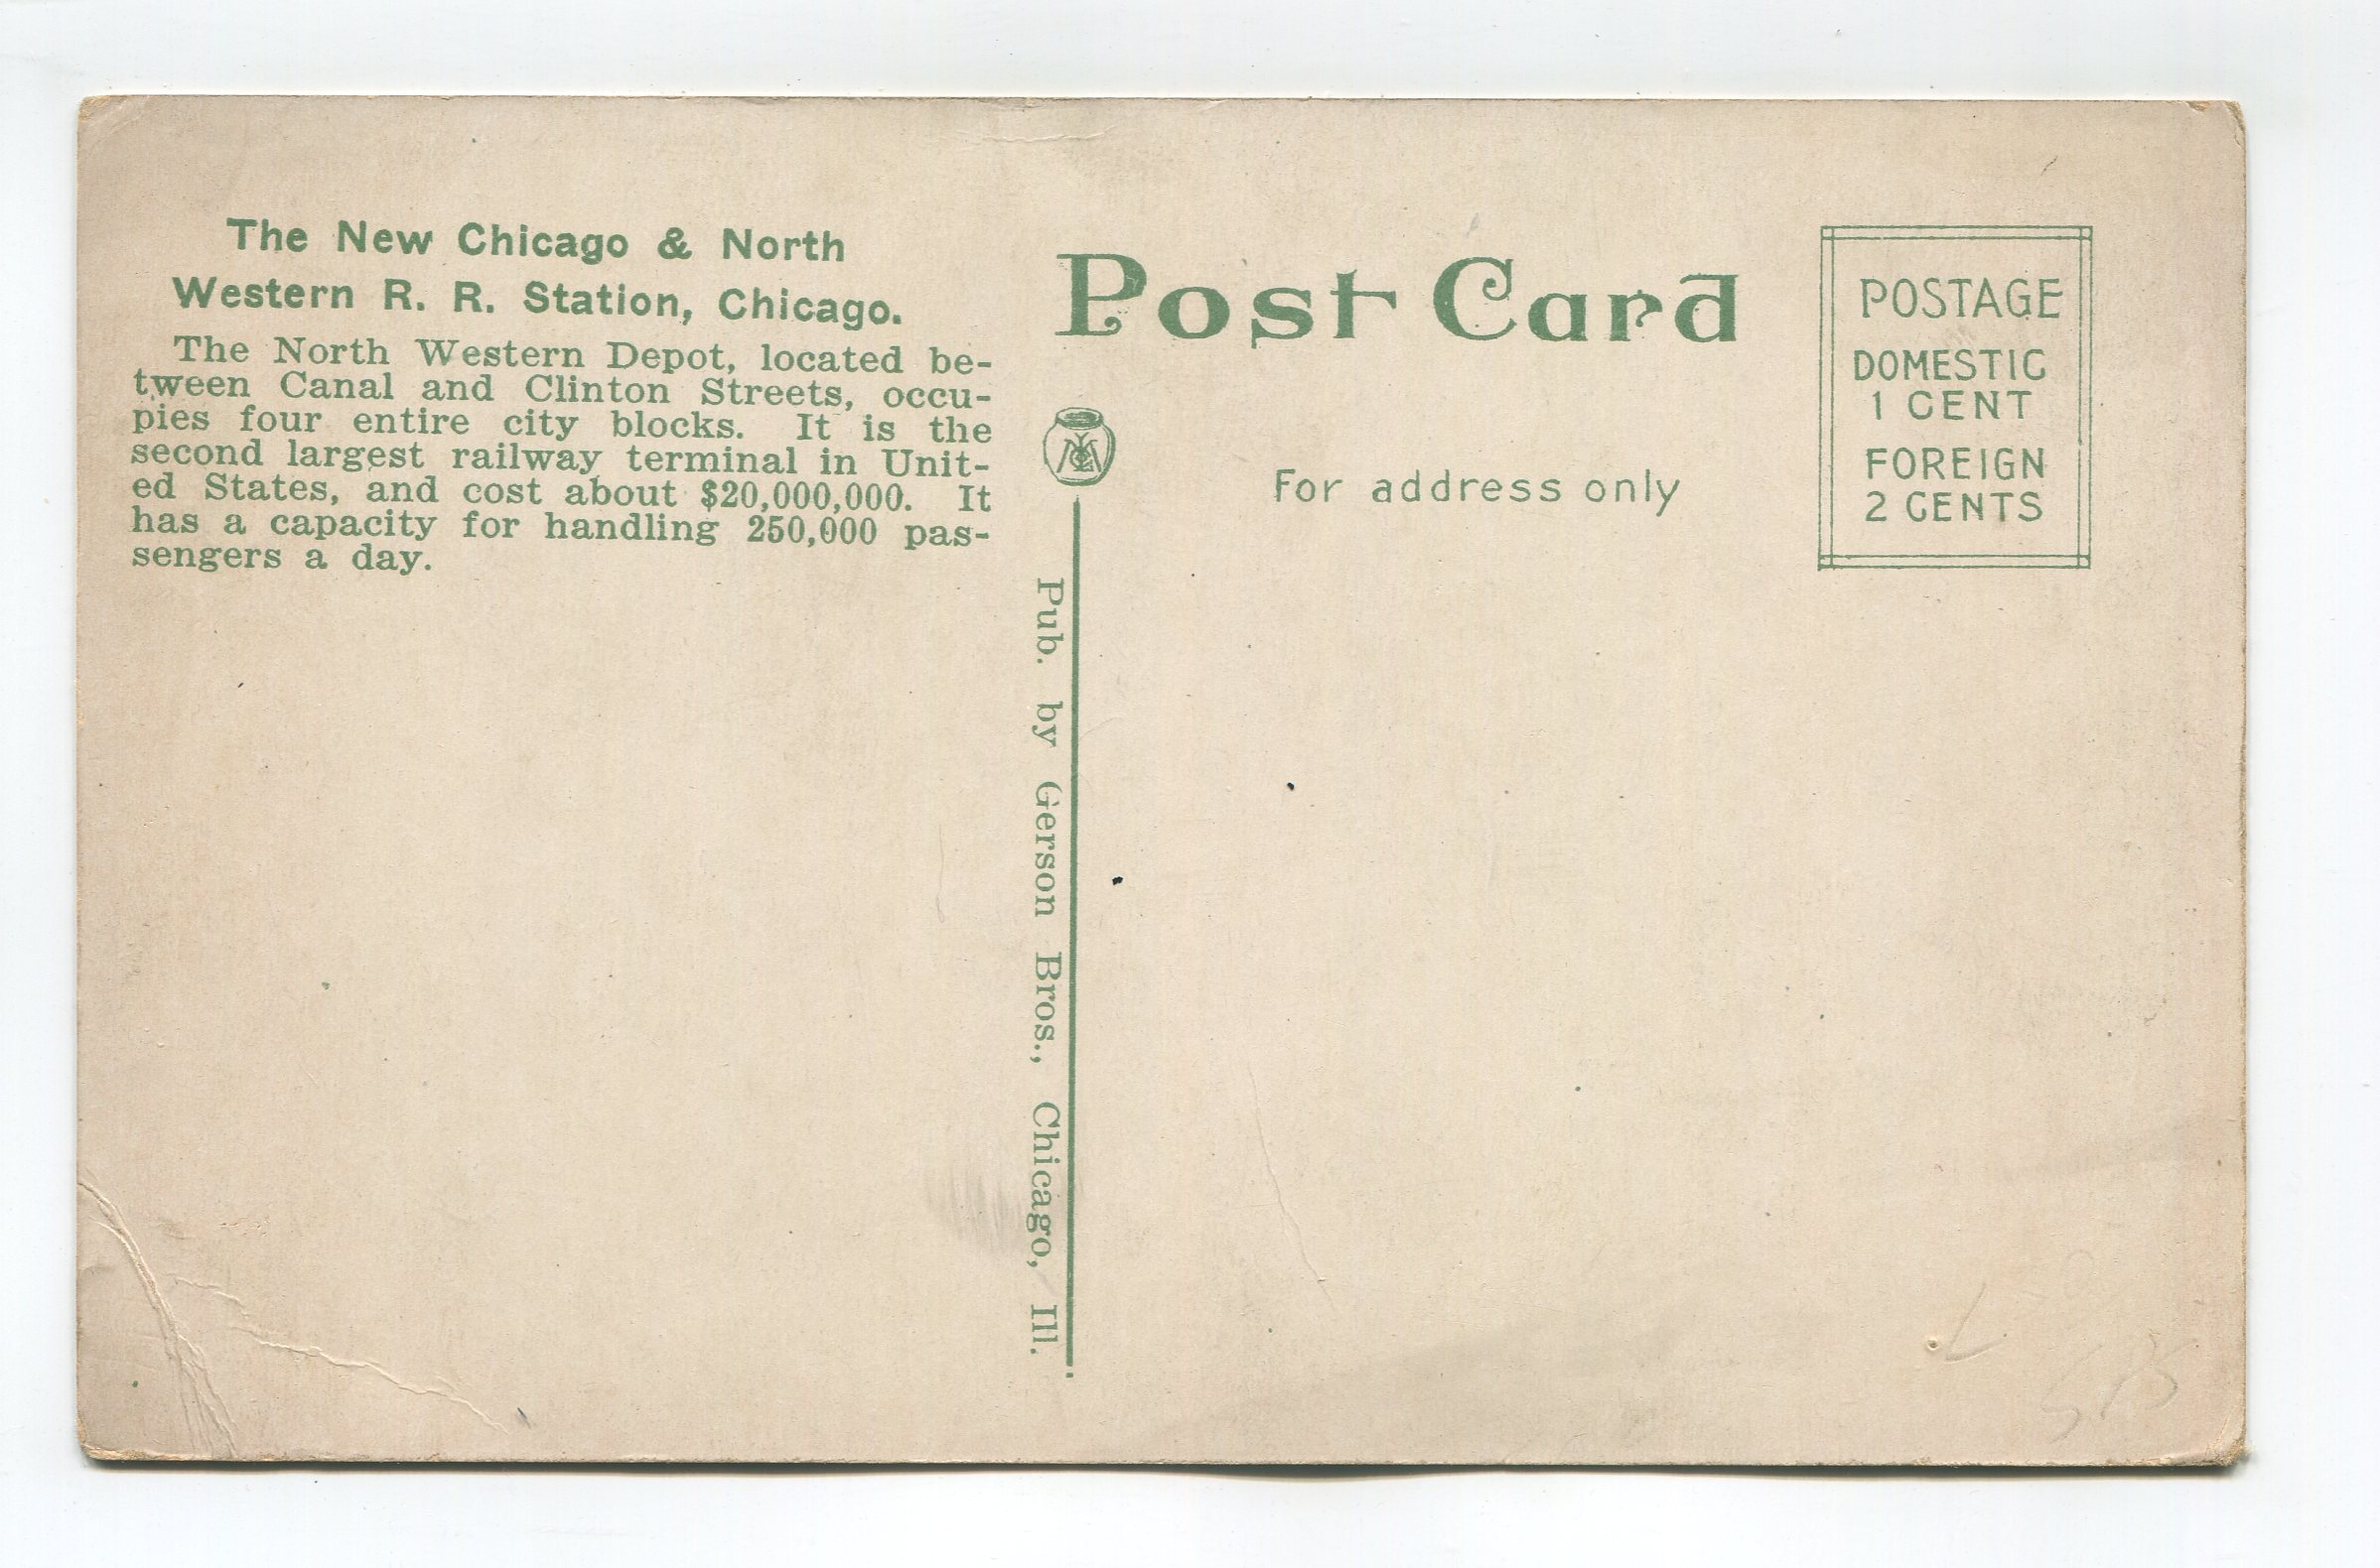 The New Chicago & North
Western R. R. Station, Chicago.
The North Western Depot, located be-
tween Canal and Clinton Streets, occu-
pies four entire city blocks. It is the
second largest railway terminal in Unit-
ed States, and cost about $20,000,000. It
has a capacity for handling 250,000 pas-
sengers a day.
Pub. by Gerson Bros., Chicago, Ill.
Post Card
For address only
POSTAGE
DOMESTIC
1 CENT
FOREIGN
2 CENTS